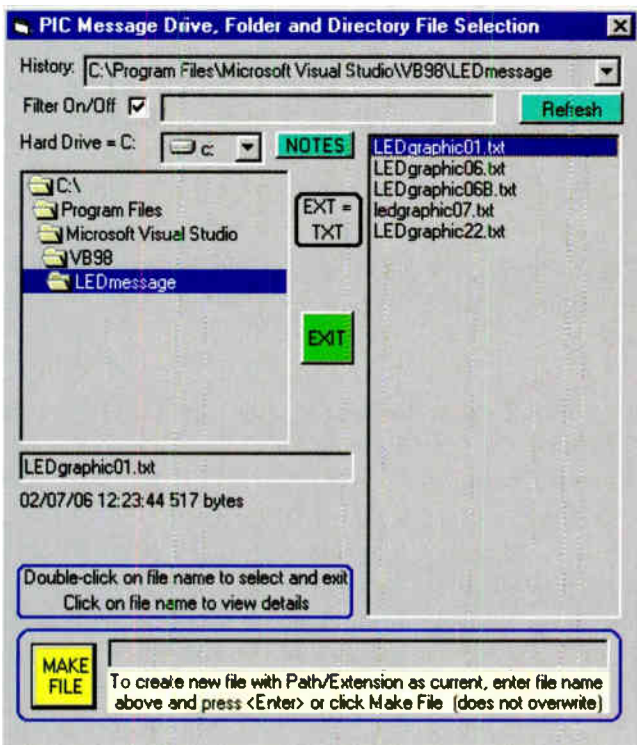 PIC Message Drive, Folder and Directory File Selection
History: C:\Program Files\Microsoft Visual Studio\VB98\LEDmessage
Filter On/Off Refresh
Hard Drive = C: c: NOTES
C:\
Program Files
Microsoft Visual Studio
VB98
LEDmessage
EXT =
TXT
EXIT
LEDgraphic01.txt
LEDgraphic06.txt
LEDgraphic06B.txt
ledgraphic07.txt
LEDgraphic22.txt
LEDgraphic01.txt
02/07/06 12:23:44 517 bytes
Double-click on file name to select and exit
Click on file name to view details
MAKE
FILE
To create new file with Path/Extension as current, enter file name
above and press <Enter> or click Make File (does not overwrite)